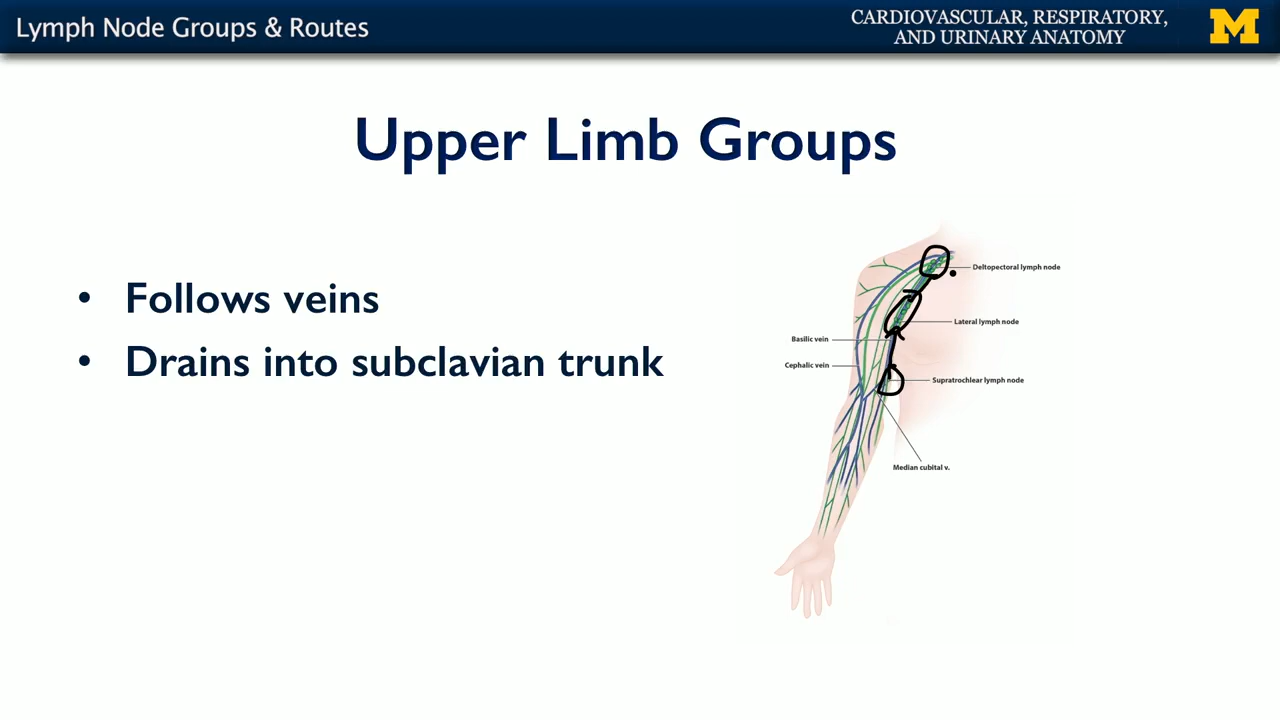 Lymph Node Groups & Routes
CARDIOVASCULAR, RESPIRATORY,
AND URINARY ANATOMY
M
Upper Limb Groups
• Follows veins
• Drains into subclavian trunk
Deltopectoral lymph node
Lateral lymph node
Basilic vein
Cephalic vein
Supratrochlear lymph node
Median cubital v.